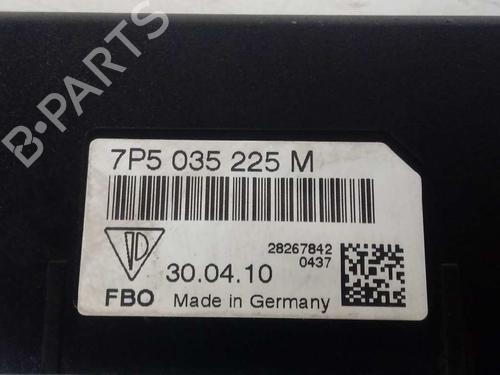 7P5 035 225 M
28267842
0437
30.04.10
FBO Made in Germany
B-PARTS